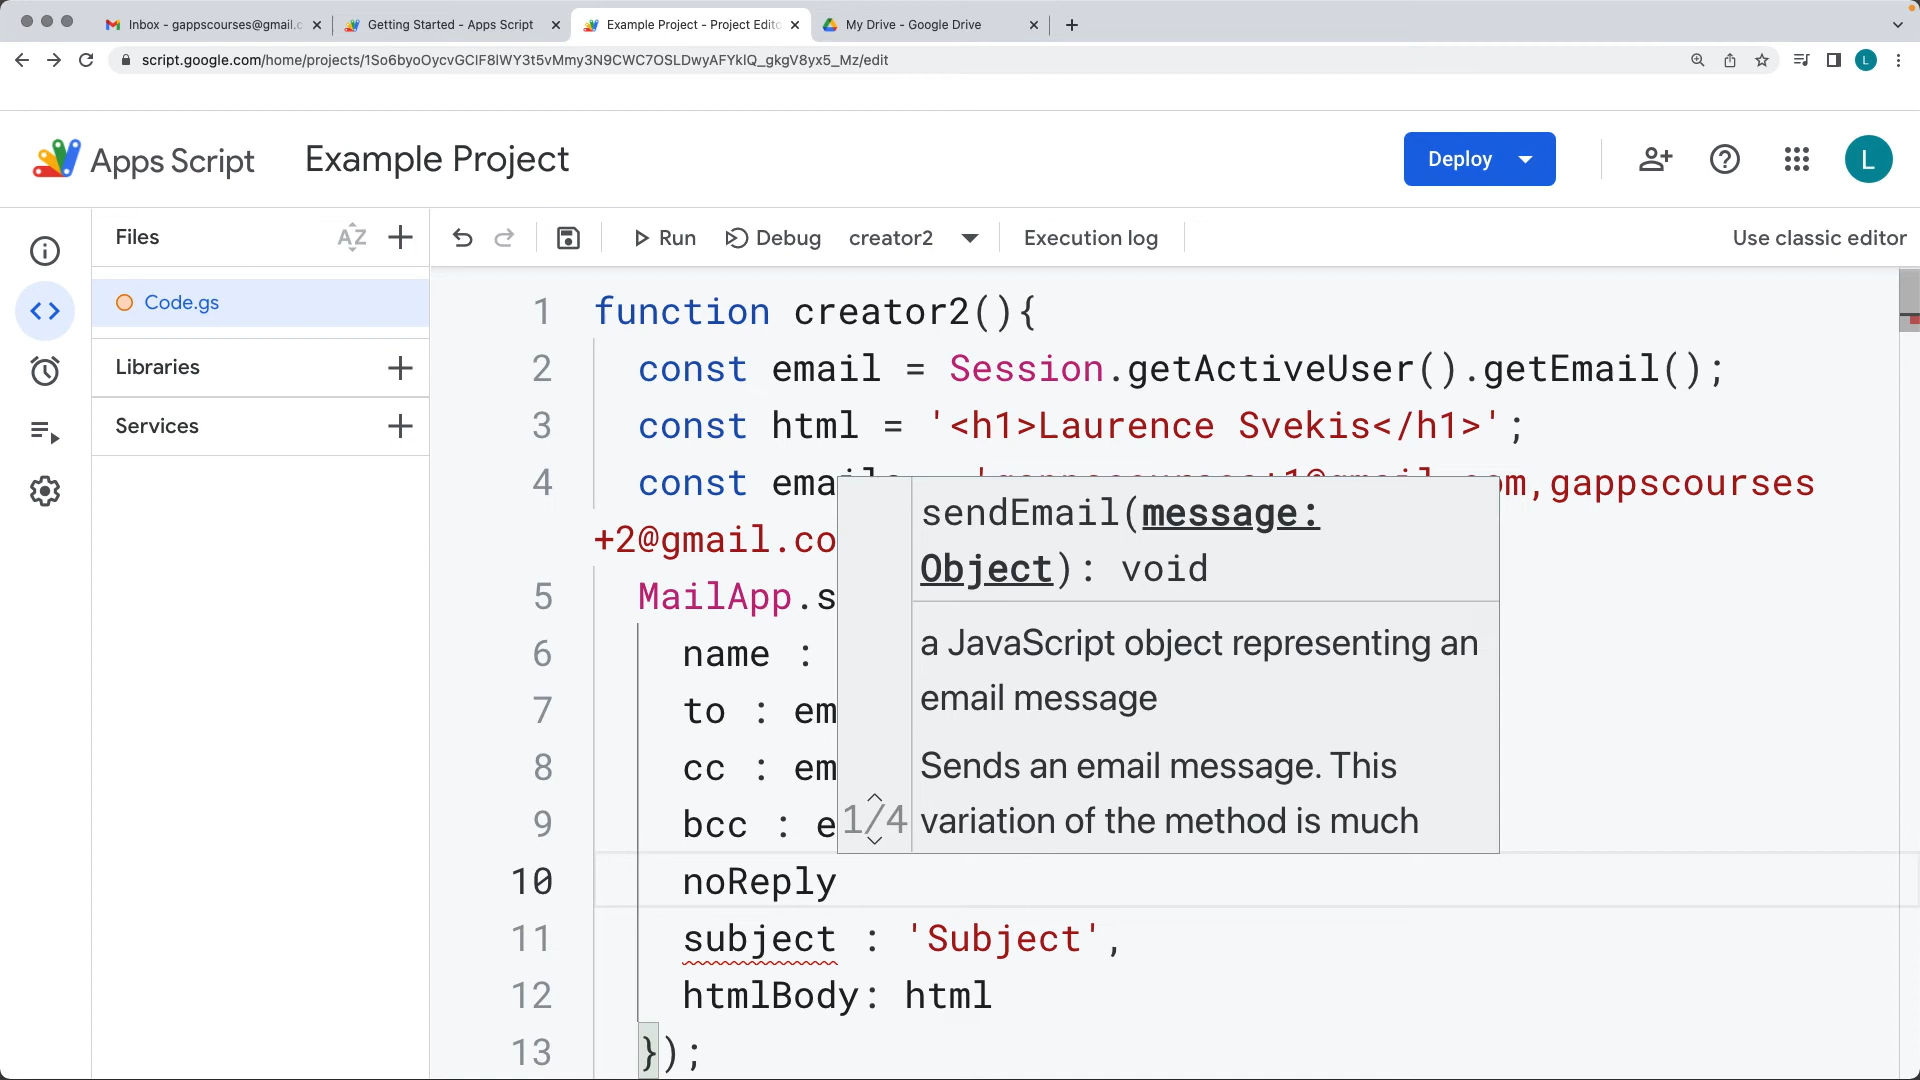 Inbox - gappscourses@gmail.c
Getting Started - Apps Script
Example Project - Project Edito
My Drive - Google Drive
script.google.com/home/projects/1So6byoOycvGClF8lWY3t5vMmy3N9CWC7OSLDwyAFYklQ_gkgV8yx5_Mz/edit
L
Apps Script
Example Project
Deploy
L
Files
AZ
Run
Debug
creator2
Execution log
Use classic editor
Code.gs
Libraries
Services
1 function creator2(){
2 const email = Session.getActiveUser().getEmail();
3 const html = '<h1>Laurence Svekis</h1>';
4 const ema m,gappscourses
+2@gmail.co
5 MailApp.s
6 name :
7 to : em
8 cc : em
9 bcc : e
10 noReply
11 subject : 'Subject',
12 htmlBody: html
13 });
sendEmail(message:
Object): void
a JavaScript object representing an
email message
Sends an email message. This
1/4 variation of the method is much